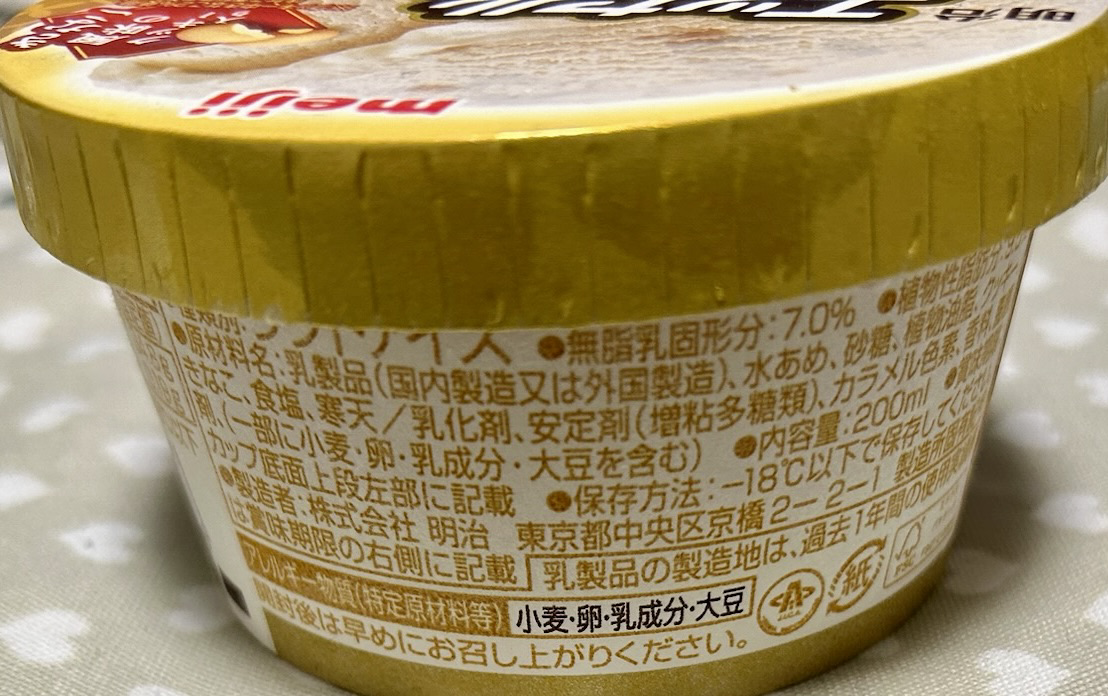 明治
meiji
ラクトアイス ●無脂乳固形分:7.0% ●植物性脂肪分
●原材料名:乳製品(国内製造又は外国製造)、水あめ、砂糖、植物油脂、
きなこ、食塩、寒天/乳化剤、安定剤(増粘多糖類)、カラメル色素、香料、
剤、(一部に小麦・卵・乳成分・大豆を含む) ●内容量:200ml
カップ底面上段左部に記載 ●保存方法:-18℃以下で保存してください
●製造者:株式会社 明治 東京都中央区京橋2-2-1
は賞味期限の右側に記載 乳製品の製造地は、過去1年間の使用
アレルギー物質(特定原材料等) 小麦・卵・乳成分・大豆
開封後は早めにお召し上がりください。
紙
FSC